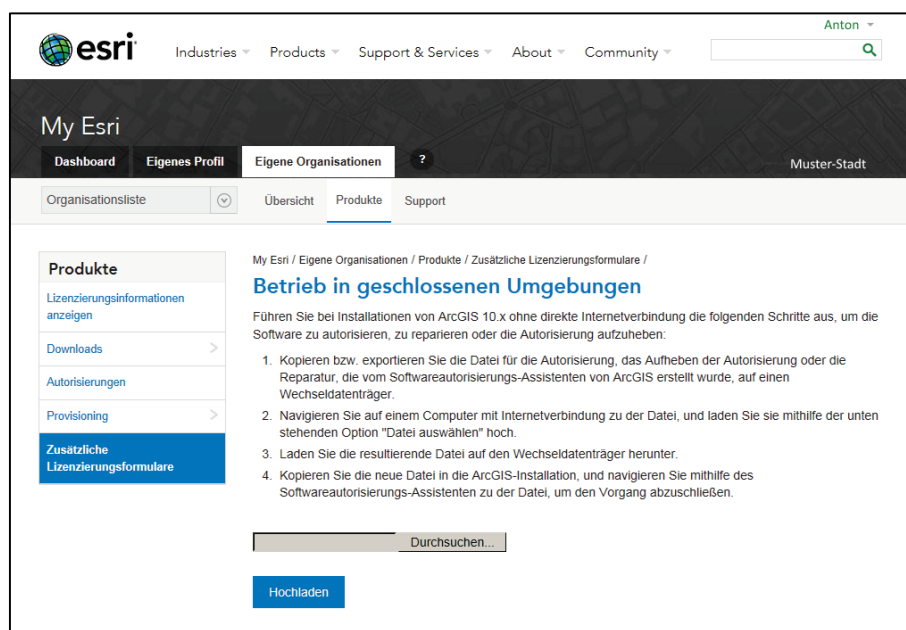 Anton
esri
Industries Products Support & Services About Community
My Esri
Dashboard Eigenes Profil Eigene Organisationen ?
Muster-Stadt
Organisationsliste
Übersicht Produkte Support
Produkte
Lizenzierungsinformationen
anzeigen
Downloads
Autorisierungen
Provisioning
Zusätzliche
Lizenzierungsformulare
My Esri / Eigene Organisationen / Produkte / Zusätzliche Lizenzierungsformulare /
Betrieb in geschlossenen Umgebungen
Führen Sie bei Installationen von ArcGIS 10.x ohne direkte Internetverbindung die folgenden Schritte aus, um die
Software zu autorisieren, zu reparieren oder die Autorisierung aufzuheben:
1. Kopieren bzw. exportieren Sie die Datei für die Autorisierung, das Aufheben der Autorisierung oder die
Reparatur, die vom Softwareautorisierungs-Assistenten von ArcGIS erstellt wurde, auf einen
Wechseldatenträger.
2. Navigieren Sie auf einem Computer mit Internetverbindung zu der Datei, und laden Sie sie mithilfe der unten
stehenden Option "Datei auswählen" hoch.
3. Laden Sie die resultierende Datei auf den Wechseldatenträger herunter.
4. Kopieren Sie die neue Datei in die ArcGIS-Installation, und navigieren Sie mithilfe des
Softwareautorisierungs-Assistenten zu der Datei, um den Vorgang abzuschließen.
Durchsuchen...
Hochladen